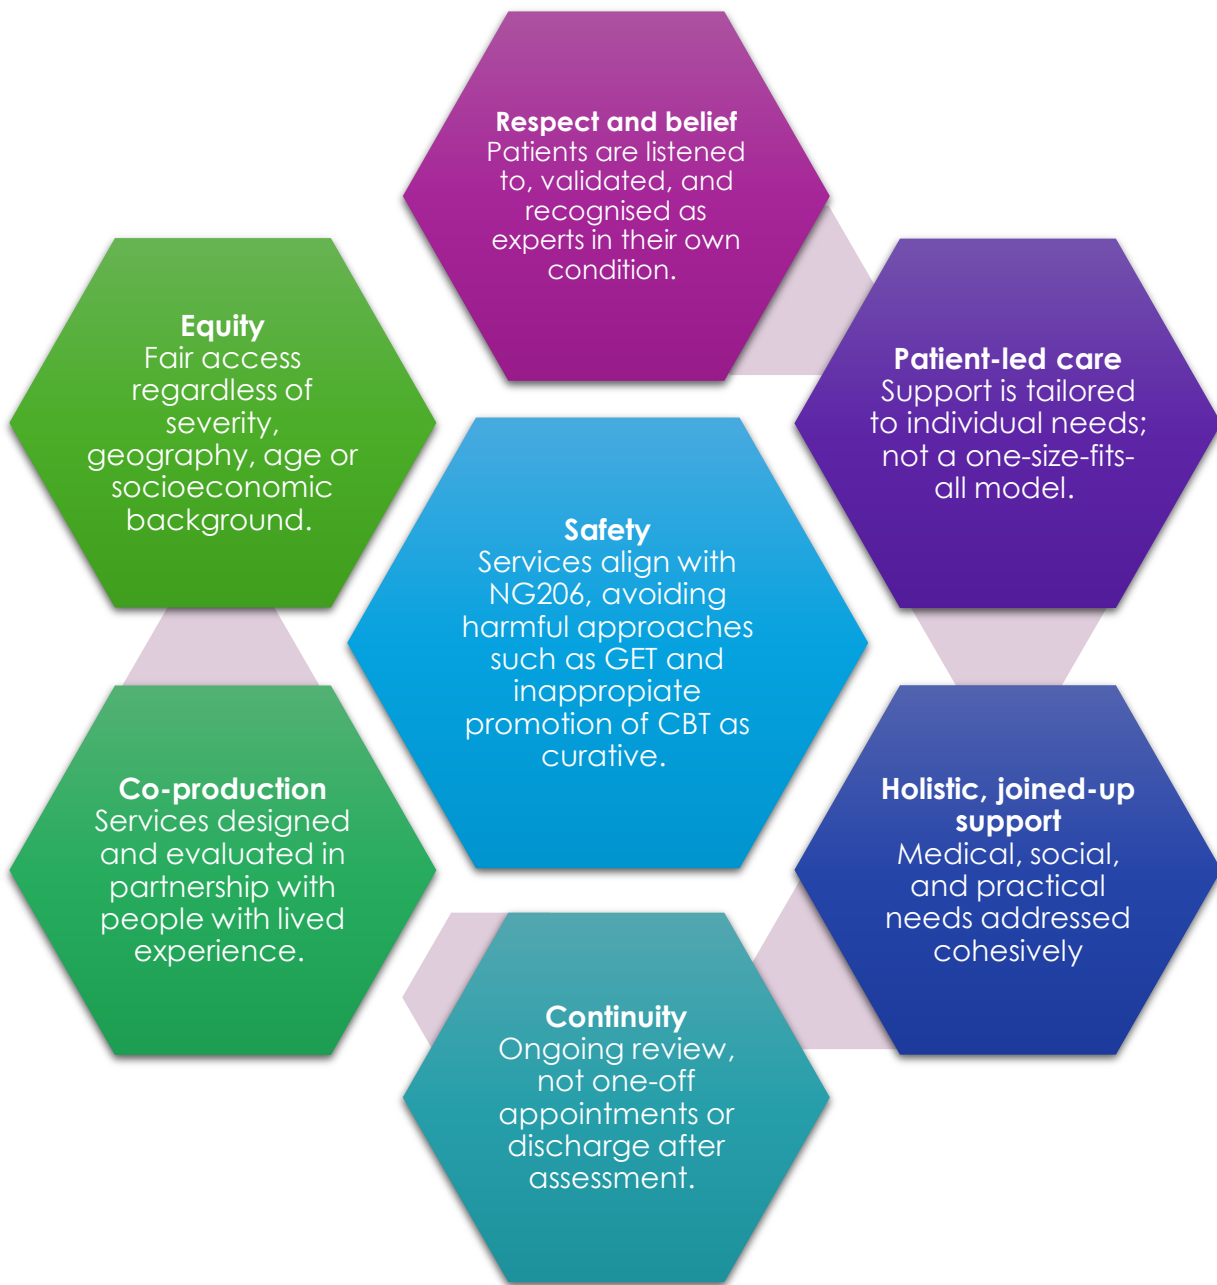 Respect and belief
Patients are listened
to, validated, and
recognised as
experts in their own
condition.
Patient-led care
Support is tailored
to individual needs;
not a one-size-fits-
all model.
Holistic, joined-up
support
Medical, social,
and practical
needs addressed
cohesively
Continuity
Ongoing review,
not one-off
appointments or
discharge after
assessment.
Co-production
Services designed
and evaluated in
partnership with
people with lived
experience.
Equity
Fair access
regardless of
severity,
geography, age or
socioeconomic
background.
Safety
Services align with
NG206, avoiding
harmful approaches
such as GET and
inappropiate
promotion of CBT as
curative.